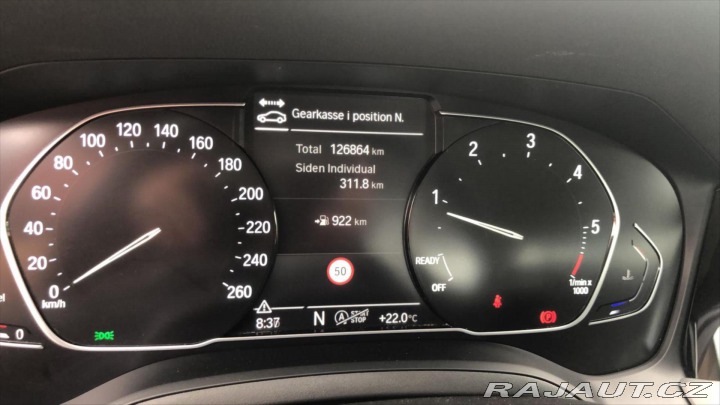 Gearkasse i position N.
Total 126864 km
Siden Individual
311.8 km
922 km
50
0 20 40 60 80 100 120 140 160 180 200 220 240 260
km/h
1 2 3 4 5
READY
OFF
1/min x
1000
0
8:37 N A START STOP +22.0°C
P
RAJAUT.CZ